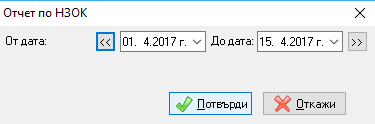 Отчет по НЗОК
От дата: << 01. 4.2017 г. До дата: 15. 4.2017 г. >>
Потвърди Откажи